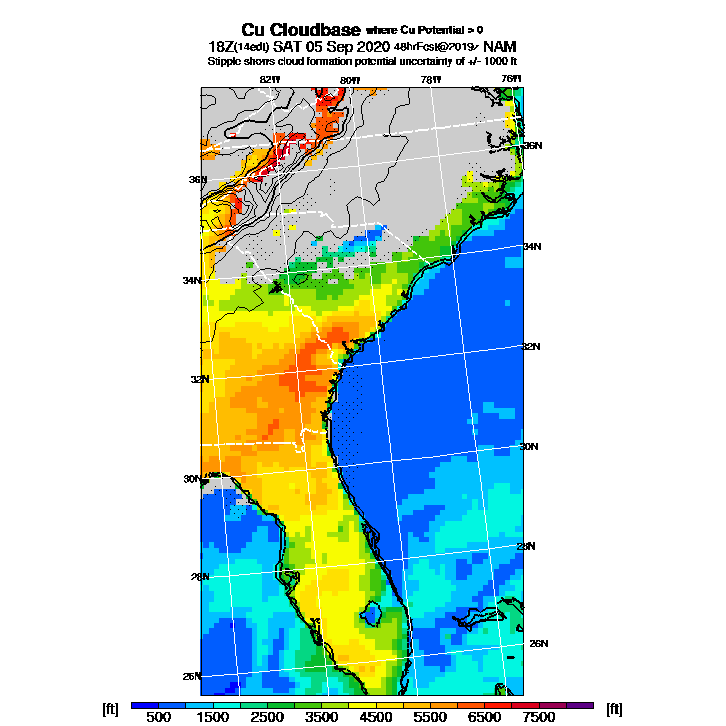 Cu Cloudbase where Cu Potential > 0
18Z(14edt) SAT 05 Sep 2020 48hrFcst@2019z NAM
Stipple shows cloud formation potential uncertainty of +/- 1000 ft
82W 80W 78W 76W
36N
36N
34N
34N
32N
32N
30N
30N
28N
28N
26N
26N
[ft] 500 1500 2500 3500 4500 5500 6500 7500 [ft]